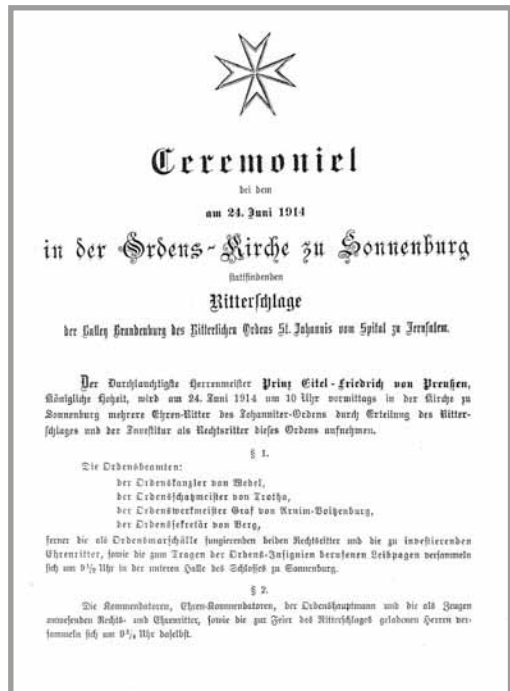 Ceremoniel
bei dem
am 24. Juni 1914
in der Ordens-Kirche zu Sonnenburg
stattfindenden
Ritterschlage
der Balley Brandenburg des Ritterlichen Ordens St. Johannis vom Spital zu Jerusalem.
Der Durchlauchtigste Herrenmeister Prinz Eitel-Friedrich von Preußen,
Königliche Hoheit, wird am 24. Juni 1914 um 10 Uhr vormittags in der Kirche zu
Sonnenburg mehrere Ehren-Ritter des Johanniter-Ordens durch Erteilung des Ritter-
schlages und der Investitur als Rechtsritter dieses Ordens aufnehmen.
§ 1.
Die Ordensbeamten:
der Ordenskanzler von Wedel,
der Ordensschatzmeister von Trotha,
der Ordenswerkmeister Graf von Arnim-Boitzenburg,
der Ordenssekretär von Berg,
ferner die als Ordensmarschälle fungierenden beiden Rechtsritter und die zu investierenden
Ehrenritter, sowie die zum Tragen der Ordens-Insignien berufenen Leibpagen versammeln
sich um 9½ Uhr in der unteren Halle des Schlosses zu Sonnenburg.
§ 2.
Die Kommendatoren, Ehren-Kommendatoren, der Ordenshauptmann und die als Zeugen
anwesenden Rechts- und Ehrenritter, sowie die zur Feier des Ritterschlages geladenen Herren ver-
sammeln sich um 9¾ Uhr daselbst.